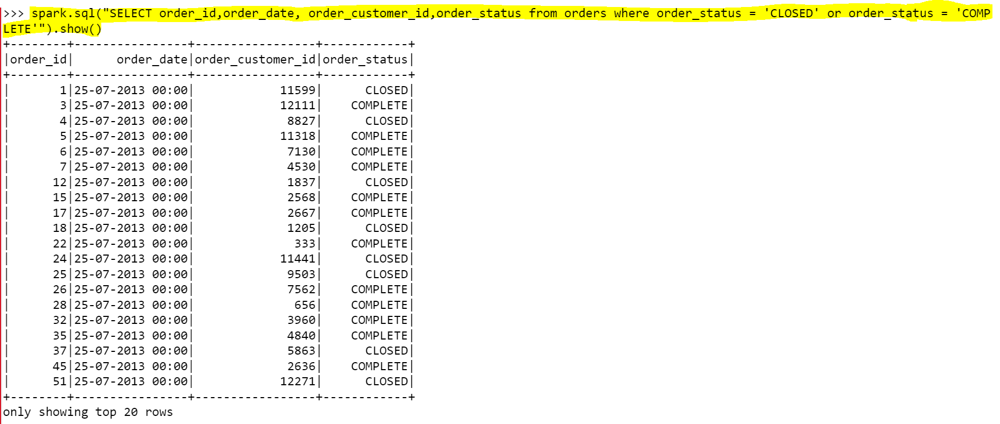 >>> spark.sql("SELECT order_id,order_date, order_customer_id,order_status from orders where order_status = 'CLOSED' or order_status = 'COMP
LETE'").show()
+--------+----------------+-----------------+------------+
|order_id|      order_date|order_customer_id|order_status|
+--------+----------------+-----------------+------------+
|       1|25-07-2013 00:00|            11599|      CLOSED|
|       3|25-07-2013 00:00|            12111|    COMPLETE|
|       4|25-07-2013 00:00|             8827|      CLOSED|
|       5|25-07-2013 00:00|            11318|    COMPLETE|
|       6|25-07-2013 00:00|             7130|    COMPLETE|
|       7|25-07-2013 00:00|             4530|    COMPLETE|
|      12|25-07-2013 00:00|             1837|      CLOSED|
|      15|25-07-2013 00:00|             2568|    COMPLETE|
|      17|25-07-2013 00:00|             2667|    COMPLETE|
|      18|25-07-2013 00:00|             1205|      CLOSED|
|      22|25-07-2013 00:00|              333|    COMPLETE|
|      24|25-07-2013 00:00|            11441|      CLOSED|
|      25|25-07-2013 00:00|             9503|      CLOSED|
|      26|25-07-2013 00:00|             7562|    COMPLETE|
|      28|25-07-2013 00:00|              656|    COMPLETE|
|      32|25-07-2013 00:00|             3960|    COMPLETE|
|      35|25-07-2013 00:00|             4840|    COMPLETE|
|      37|25-07-2013 00:00|             5863|      CLOSED|
|      45|25-07-2013 00:00|             2636|    COMPLETE|
|      51|25-07-2013 00:00|            12271|      CLOSED|
+--------+----------------+-----------------+------------+
only showing top 20 rows